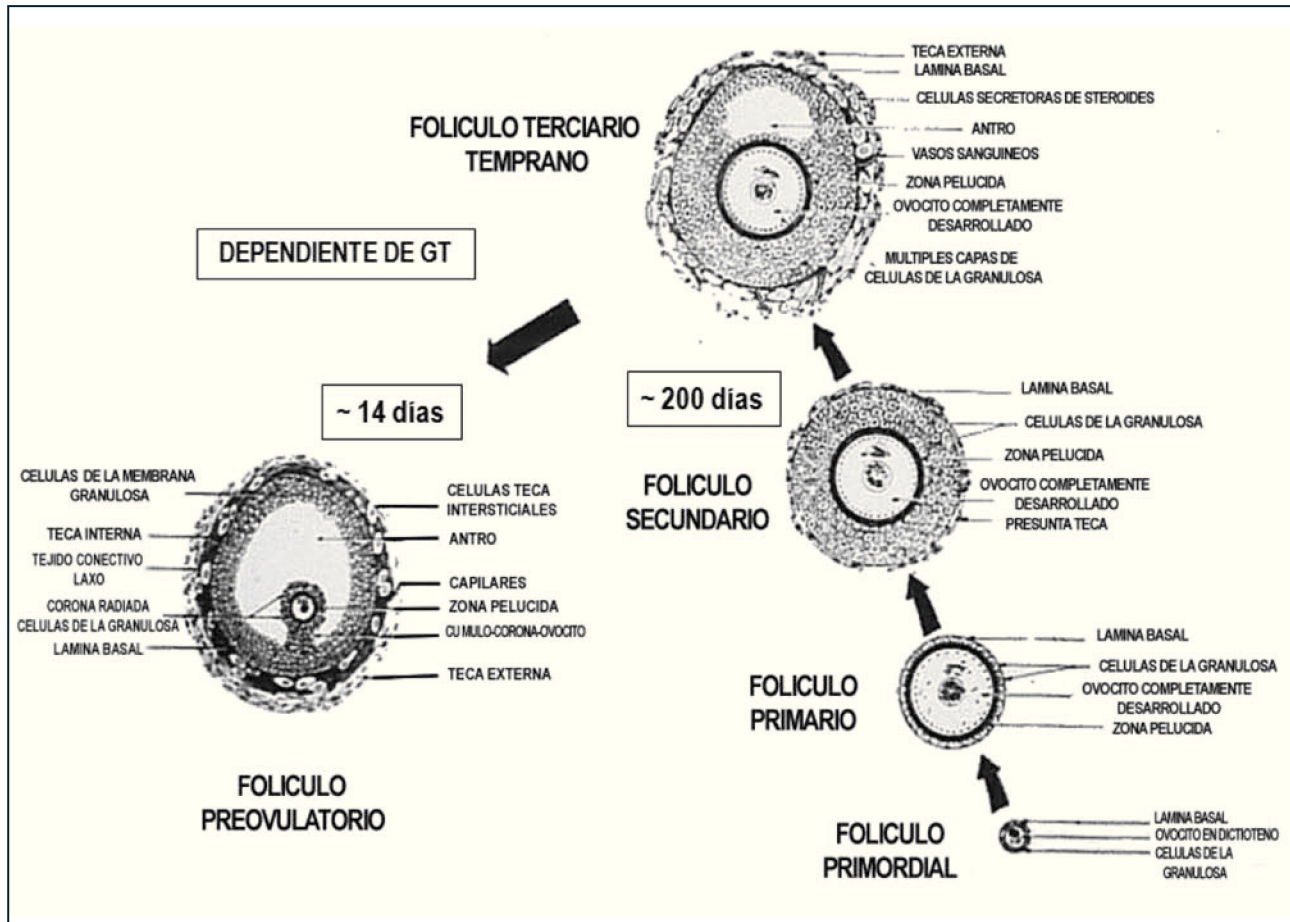 TECA EXTERNA
LAMINA BASAL
CELULAS SECRETORAS DE STEROIDES
FOLICULO TERCIARIO
TEMPRANO
ANTRO
VASOS SANGUINEOS
ZONA PELUCIDA
OVOCITO COMPLETAMENTE
DESARROLLADO
MULTIPLES CAPAS DE
CELULAS DE LA GRANULOSA
DEPENDIENTE DE GT
~ 14 días
~ 200 días
LAMINA BASAL
CELULAS DE LA GRANULOSA
ZONA PELUCIDA
OVOCITO COMPLETAMENTE
DESARROLLADO
PRESUNTA TECA
FOLICULO
SECUNDARIO
CELULAS DE LA MEMBRANA
GRANULOSA
TECA INTERNA
TEJIDO CONECTIVO
LAXO
CORONA RADIADA
CELULAS DE LA GRANULOSA
LAMINA BASAL
CELULAS TECA
INTERSTICIALES
ANTRO
CAPILARES
ZONA PELUCIDA
CU MULO-CORONA-OVOCITO
TECA EXTERNA
FOLICULO
PREOVULATORIO
LAMINA BASAL
CELULAS DE LA GRANULOSA
OVOCITO COMPLETAMENTE
DESARROLLADO
ZONA PELUCIDA
FOLICULO
PRIMARIO
FOLICULO
PRIMORDIAL
LAMINA BASAL
OVOCITO EN DICTIOTENO
CELULAS DE LA
GRANULOSA